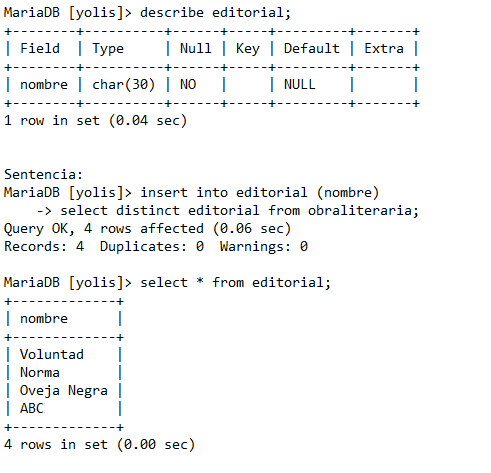 MariaDB [yolis]> describe editorial;
+--------+----------+------+-----+---------+-------+
| Field  | Type     | Null | Key | Default | Extra |
+--------+----------+------+-----+---------+-------+
| nombre | char(30) | NO   |     | NULL    |       |
+--------+----------+------+-----+---------+-------+
1 row in set (0.04 sec)
Sentencia:
MariaDB [yolis]> insert into editorial (nombre)
    -> select distinct editorial from obraliteraria;
Query OK, 4 rows affected (0.06 sec)
Records: 4  Duplicates: 0  Warnings: 0
MariaDB [yolis]> select * from editorial;
+-------------+
| nombre      |
+-------------+
| Voluntad    |
| Norma       |
| Oveja Negra |
| ABC         |
+-------------+
4 rows in set (0.00 sec)